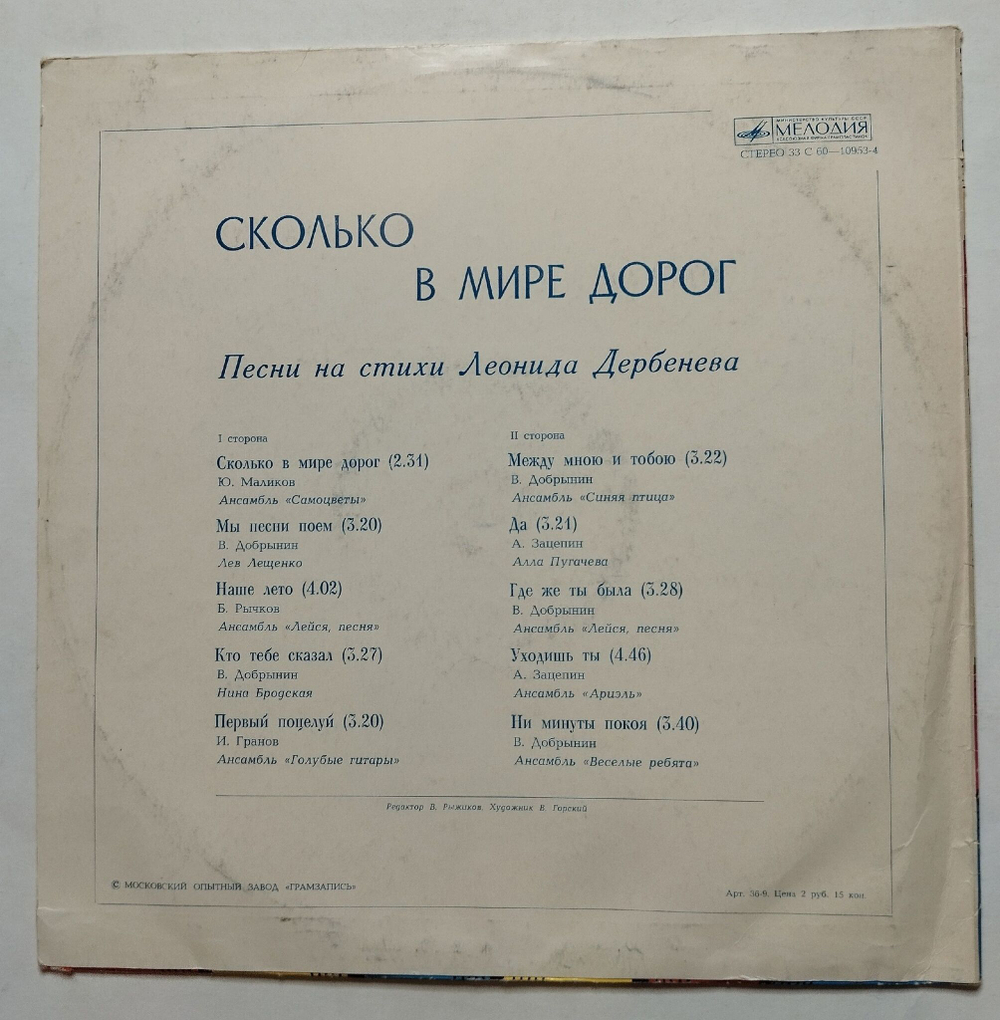 МИНИСТЕРСТВО КУЛЬТУРЫ СССР
МЕЛОДИЯ
ВСЕСОЮЗНАЯ ФИРМА ГРАМПЛАСТИНОК
СТЕРЕО 33 С 60—10953-4
СКОЛЬКО
В МИРЕ ДОРОГ
Песни на стихи Леонида Дербенева
I сторона
Сколько в мире дорог (2.31)
Ю. Маликов
Ансамбль «Самоцветы»
Мы песни поем (3.20)
В. Добрынин
Лев Лещенко
Наше лето (4.02)
Б. Рычков
Ансамбль «Лейся, песня»
Кто тебе сказал (3.27)
В. Добрынин
Нина Бродская
Первый поцелуй (3.20)
И. Гранов
Ансамбль «Голубые гитары»
II сторона
Между мною и тобою (3.22)
В. Добрынин
Ансамбль «Синяя птица»
Да (3.21)
А. Зацепин
Алла Пугачева
Где же ты была (3.28)
В. Добрынин
Ансамбль «Лейся, песня»
Уходишь ты (4.46)
А. Зацепин
Ансамбль «Ариэль»
Ни минуты покоя (3.40)
В. Добрынин
Ансамбль «Веселые ребята»
Редактор В. Рыжиков. Художник Е. Горский
© МОСКОВСКИЙ ОПЫТНЫЙ ЗАВОД «ГРАМЗАПИСЬ»
Арт. 36-9. Цена 2 руб. 15 коп.